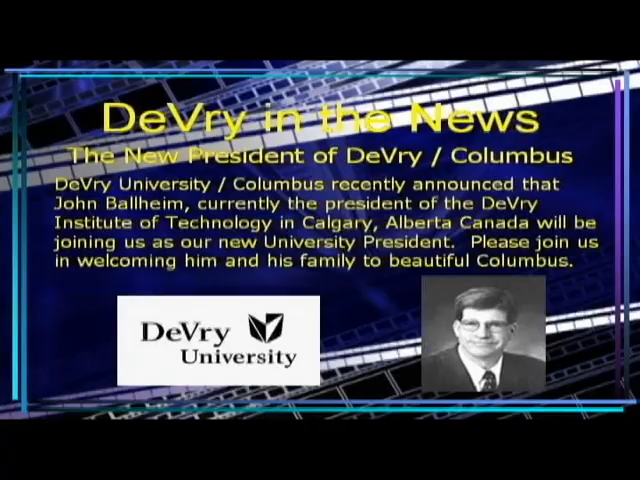 DeVry in the News
The New President of DeVry / Columbus
DeVry University / Columbus recently announced that
John Ballheim, currently the president of the DeVry
Institute of Technology in Calgary, Alberta Canada will be
joining us as our new University President. Please join us
in welcoming him and his family to beautiful Columbus.
DeVry
University